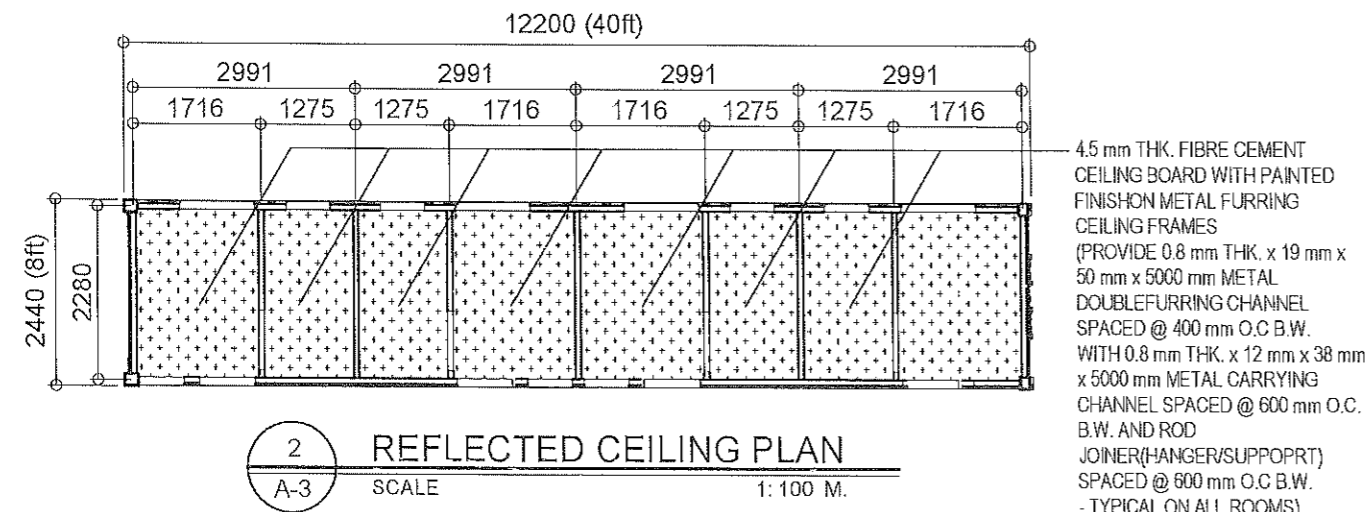 12200 (40ft)
2991 2991 2991 2991
1716 1275 1275 1716 1716 1275 1275 1716
2440 (8ft)
2280
4.5 mm THK. FIBRE CEMENT
CEILING BOARD WITH PAINTED
FINISHON METAL FURRING
CEILING FRAMES
(PROVIDE 0.8 mm THK. x 19 mm x
50 mm x 5000 mm METAL
DOUBLEFURRING CHANNEL
SPACED @ 400 mm O.C B.W.
WITH 0.8 mm THK. x 12 mm x 38 mm
x 5000 mm METAL CARRYING
CHANNEL SPACED @ 600 mm O.C.
B.W. AND ROD
JOINER(HANGER/SUPPOPRT)
SPACED @ 600 mm O.C B.W.
- TYPICAL ON ALL ROOMS)
2
A-3
REFLECTED CEILING PLAN
SCALE 1: 100 M.